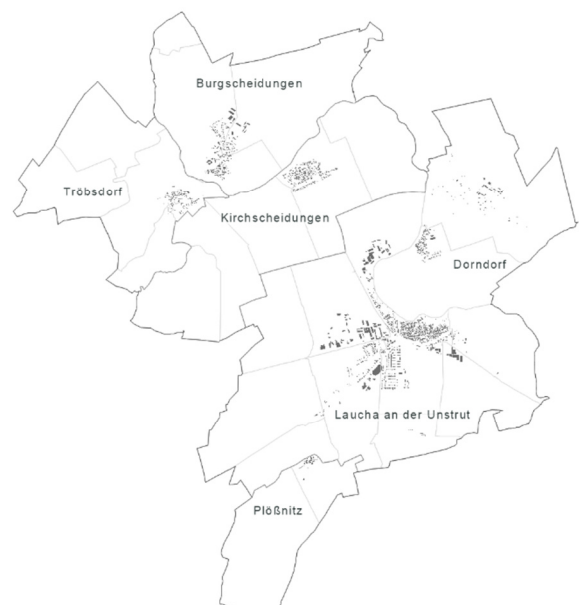 Burgscheidungen
Tröbsdorf
Kirchscheidungen
Dorndorf
Laucha an der Unstrut
Plößnitz